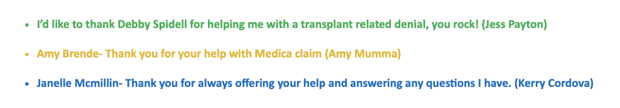 • I'd like to thank Debby Spidell for helping me with a transplant related denial, you rock! (Jess Payton)
• Amy Brende- Thank you for your help with Medica claim (Amy Mumma)
• Janelle Mcmillin- Thank you for always offering your help and answering any questions I have. (Kerry Cordova)